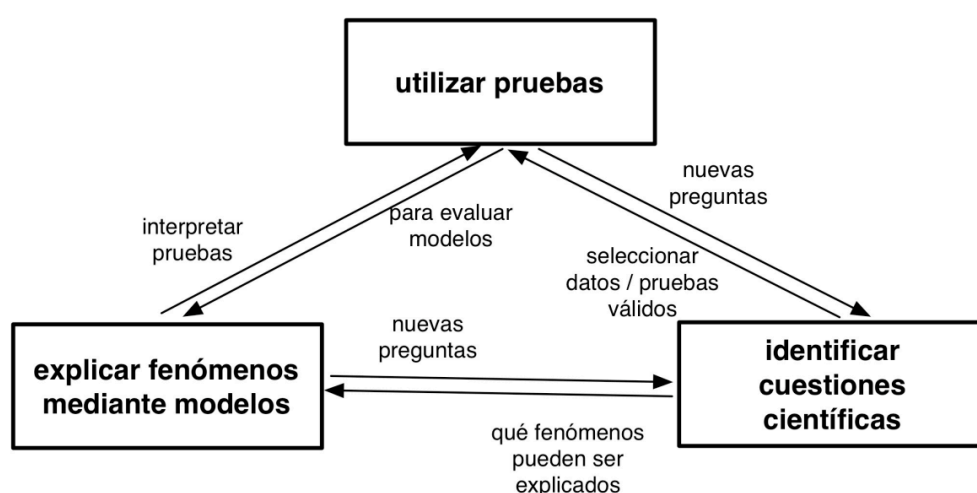 utilizar pruebas
nuevas
preguntas
interpretar
pruebas
para evaluar
modelos
seleccionar
datos / pruebas
válidos
explicar fenómenos
mediante modelos
nuevas
preguntas
identificar
cuestiones
científicas
qué fenómenos
pueden ser
explicados